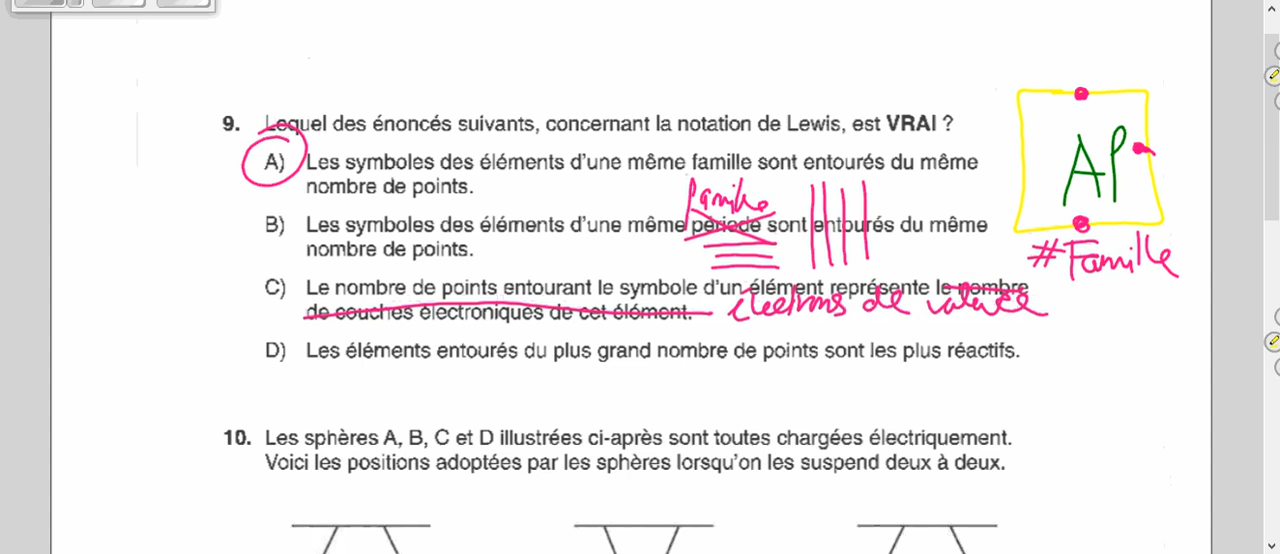 9. Lequel des énoncés suivants, concernant la notation de Lewis, est VRAI ?
A) Les symboles des éléments d'une même famille sont entourés du même
nombre de points.
Famille
B) Les symboles des éléments d'une même période sont entourés du même
nombre de points.
C) Le nombre de points entourant le symbole d'un élément représente le nombre
de couches électroniques de cet élément. électrons de valence
D) Les éléments entourés du plus grand nombre de points sont les plus réactifs.
Al
#Famille
10. Les sphères A, B, C et D illustrées ci-après sont toutes chargées électriquement.
Voici les positions adoptées par les sphères lorsqu'on les suspend deux à deux.